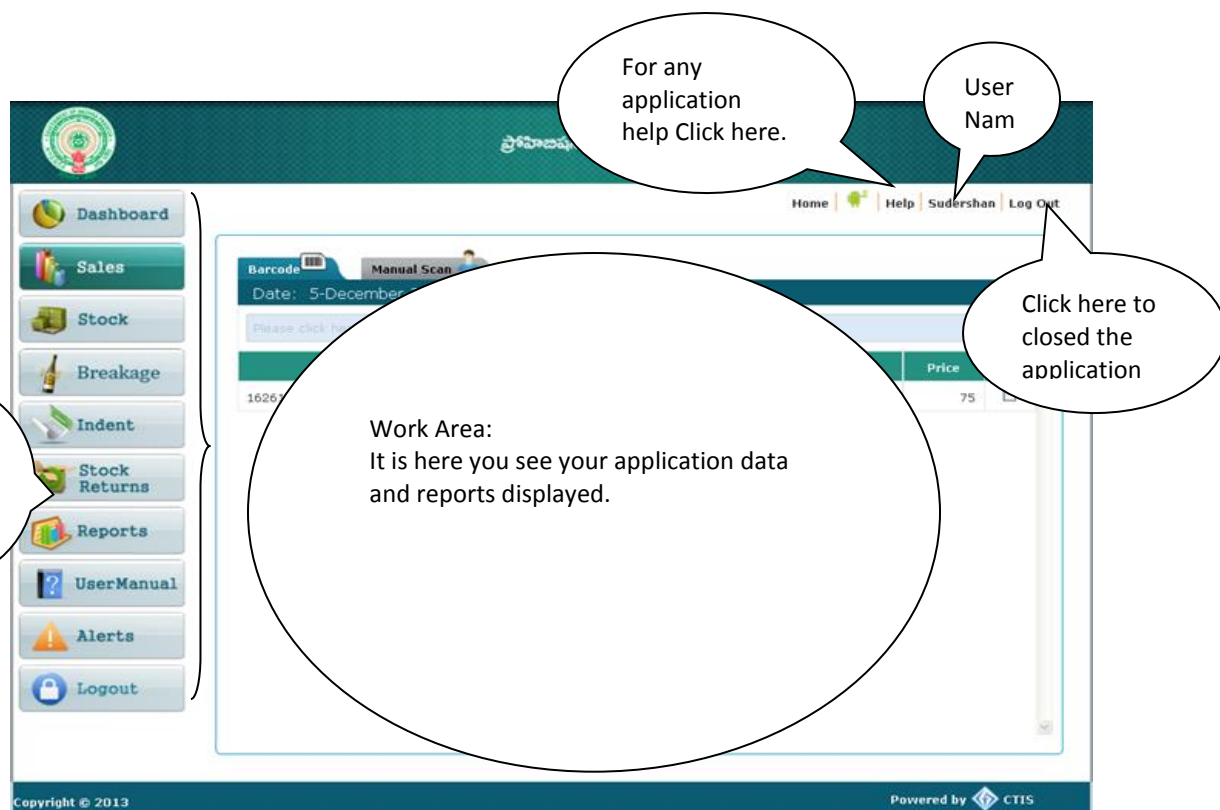 For any
application
help Click here.
User
Nam
Home
Help
Sudershan
Log Out
Dashboard
Sales
Stock
Breakage
Indent
Stock
Returns
Reports
UserManual
Alerts
Logout
Barcode
Manual Scan
Date: 5-December
Please click
Price
75
Click here to
closed the
application
Work Area:
It is here you see your application data
and reports displayed.
Copyright © 2013
Powered by CTIS